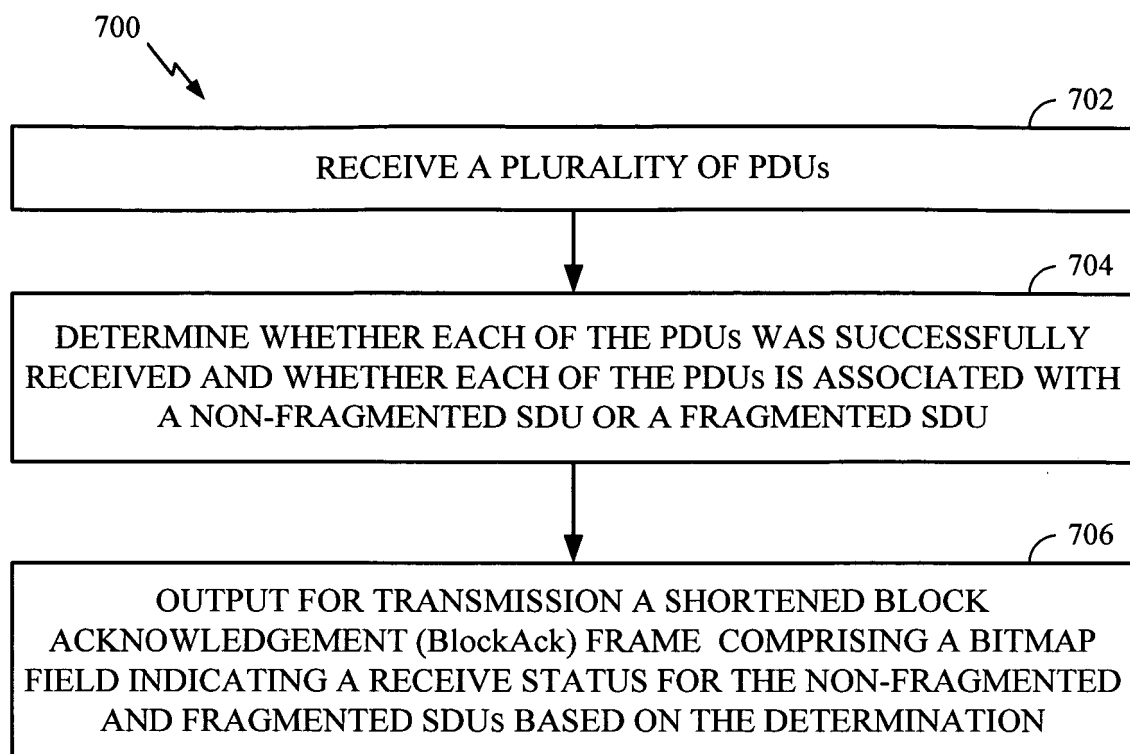 700
702
RECEIVE A PLURALITY OF PDUs
704
DETERMINE WHETHER EACH OF THE PDUs WAS SUCCESSFULLY
RECEIVED AND WHETHER EACH OF THE PDUs IS ASSOCIATED WITH
A NON-FRAGMENTED SDU OR A FRAGMENTED SDU
706
OUTPUT FOR TRANSMISSION A SHORTENED BLOCK
ACKNOWLEDGEMENT (BlockAck) FRAME COMPRISING A BITMAP
FIELD INDICATING A RECEIVE STATUS FOR THE NON-FRAGMENTED
AND FRAGMENTED SDUs BASED ON THE DETERMINATION